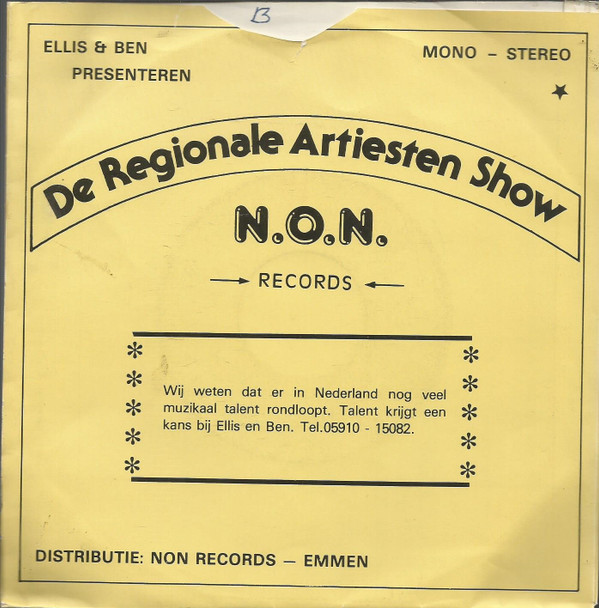 B
ELLIS & BEN
PRESENTEREN
MONO – STEREO
De Regionale Artiesten Show
N.O.N.
RECORDS
Wij weten dat er in Nederland nog veel
muzikaal talent rondloopt. Talent krijgt een
kans bij Ellis en Ben. Tel.05910 - 15082.
DISTRIBUTIE: NON RECORDS – EMMEN